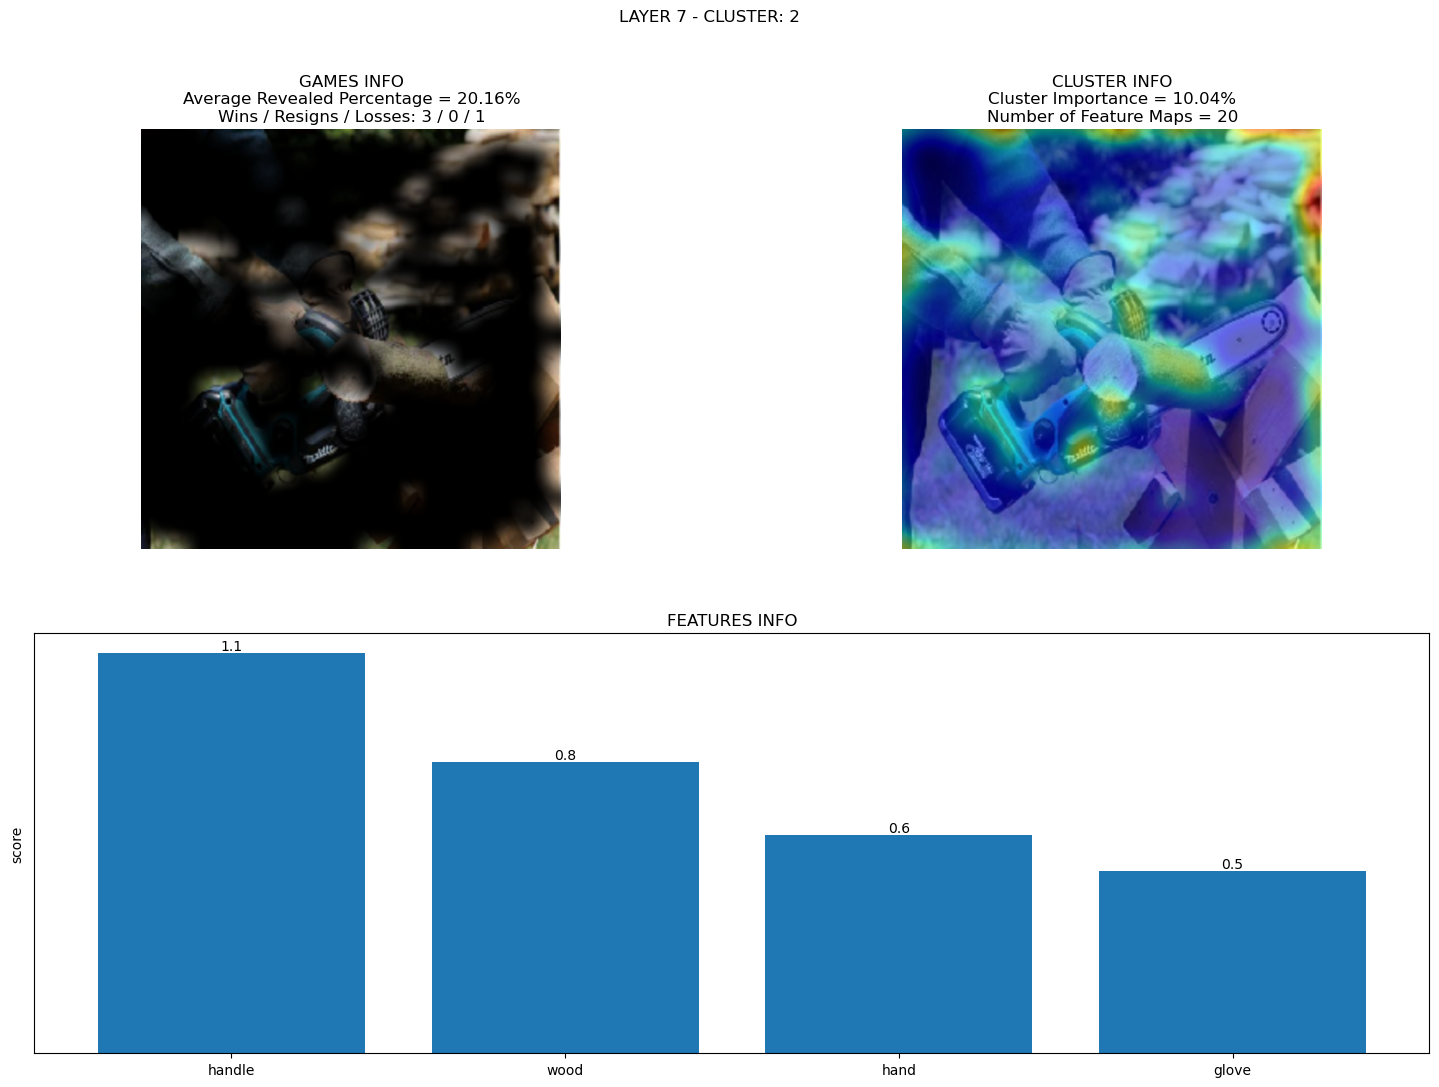 LAYER 7 - CLUSTER: 2
GAMES INFO
Average Revealed Percentage = 20.16%
Wins / Resigns / Losses: 3 / 0 / 1
CLUSTER INFO
Cluster Importance = 10.04%
Number of Feature Maps = 20
FEATURES INFO
score
1.1
0.8
0.6
0.5
handle
wood
hand
glove